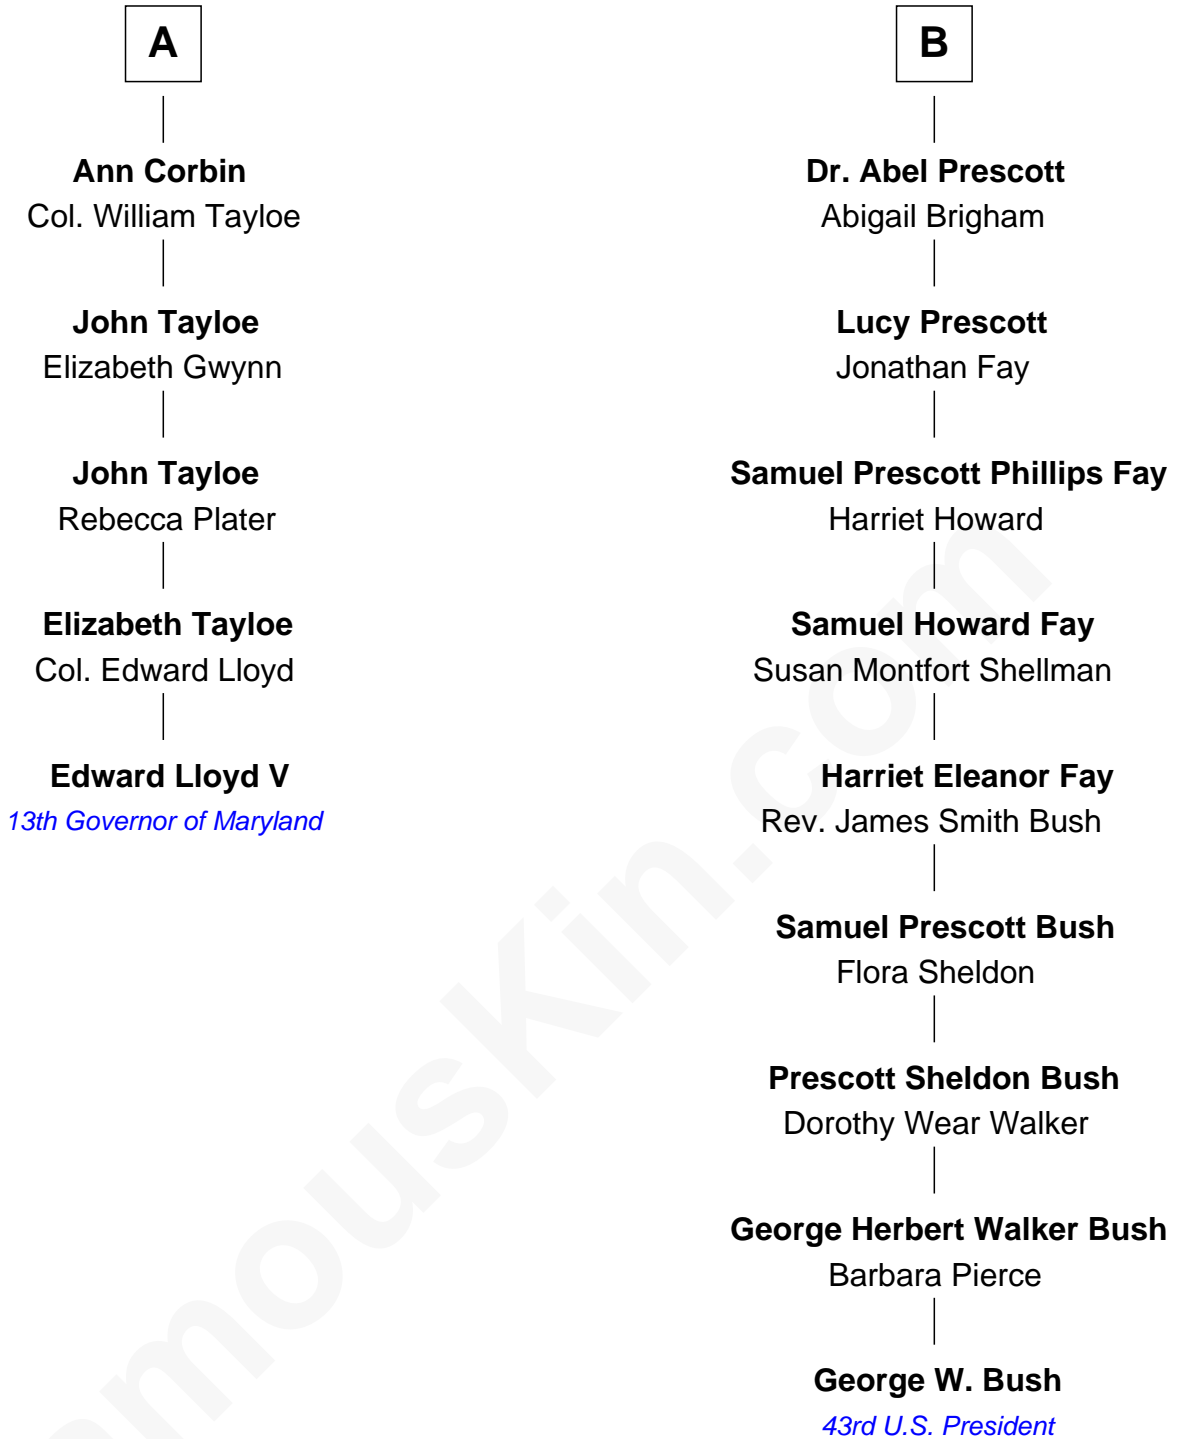 A
Ann Corbin
Col. William Tayloe
John Tayloe
Elizabeth Gwynn
John Tayloe
Rebecca Plater
Elizabeth Tayloe
Col. Edward Lloyd
Edward Lloyd V
13th Governor of Maryland
B
Dr. Abel Prescott
Abigail Brigham
Lucy Prescott
Jonathan Fay
Samuel Prescott Phillips Fay
Harriet Howard
Samuel Howard Fay
Susan Montfort Shellman
Harriet Eleanor Fay
Rev. James Smith Bush
Samuel Prescott Bush
Flora Sheldon
Prescott Sheldon Bush
Dorothy Wear Walker
George Herbert Walker Bush
Barbara Pierce
George W. Bush
43rd U.S. President
amousKin.com